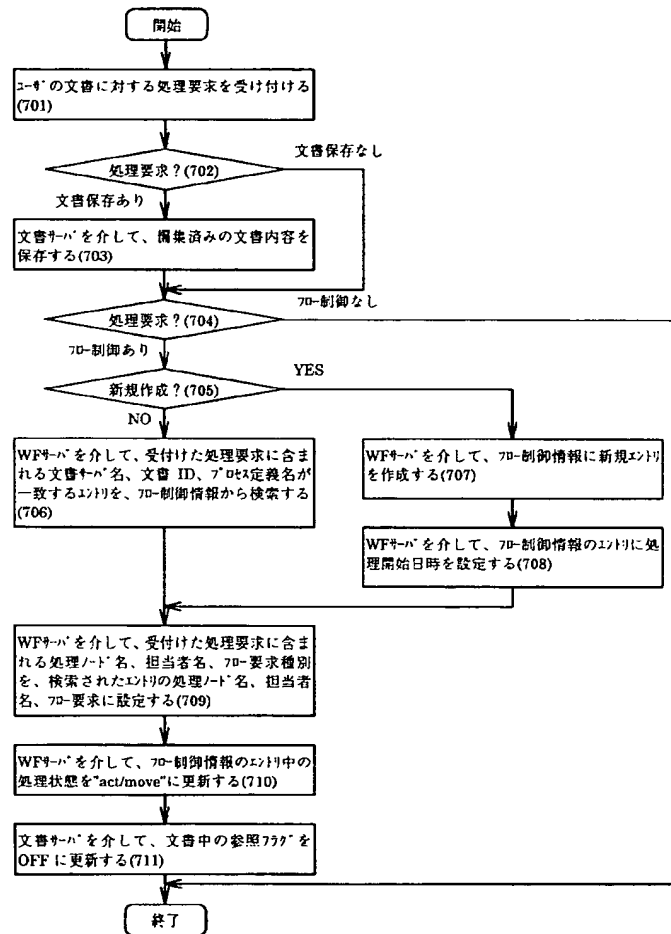 開始
ﾕｰｻﾞの文書に対する処理要求を受け付ける
(701)
文書保存なし
処理要求？(702)
文書保存あり
文書ｻｰﾊﾞを介して、編集済みの文書内容を
保存する(703)
ﾌﾛｰ制御なし
処理要求？(704)
ﾌﾛｰ制御あり
YES
新規作成？(705)
NO
WFｻｰﾊﾞを介して、受付けた処理要求に含ま
れる文書ｻｰﾊﾞ名、文書 ID、ﾌﾟﾛｾｽ定義名が
一致するｴﾝﾄﾘを、ﾌﾛｰ制御情報から検索する
(706)
WFｻｰﾊﾞを介して、ﾌﾛｰ制御情報に新規ｴﾝﾄﾘ
を作成する(707)
WFｻｰﾊﾞを介して、ﾌﾛｰ制御情報のｴﾝﾄﾘに処
理開始日時を設定する(708)
WFｻｰﾊﾞを介して、受付けた処理要求に含ま
れる処理ﾉｰﾄﾞ名、担当者名、ﾌﾛｰ要求種別
を、検索されたｴﾝﾄﾘの処理ﾉｰﾄﾞ名、担当者
名、ﾌﾛｰ要求に設定する(709)
WFｻｰﾊﾞを介して、ﾌﾛｰ制御情報のｴﾝﾄﾘ中の
処理状態を"act/move"に更新する(710)
文書ｻｰﾊﾞを介して、文書中の参照ﾌﾗｸﾞを
OFF に更新する(711)
終了